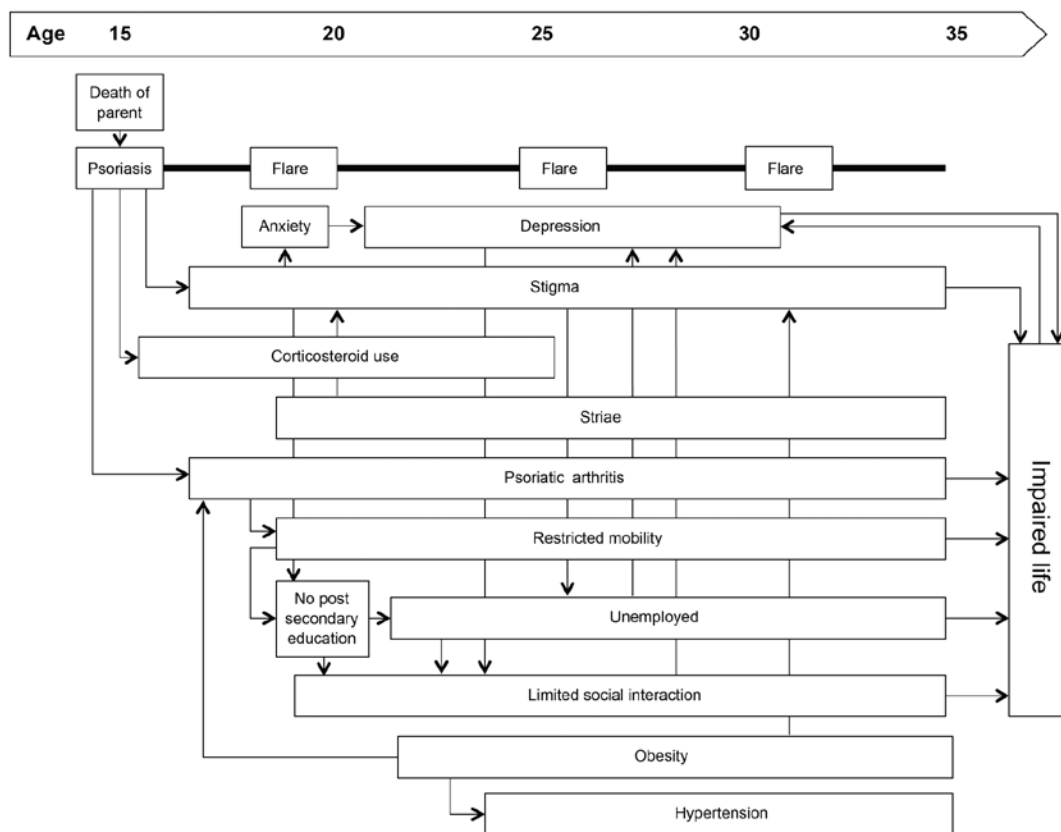 Age 15 20 25 30 35
Death of
parent
Psoriasis Flare Flare Flare
Anxiety Depression
Stigma
Corticosteroid use
Striae
Psoriatic arthritis
Restricted mobility
No post
secondary
education
Unemployed
Limited social interaction
Obesity
Hypertension
Impaired life